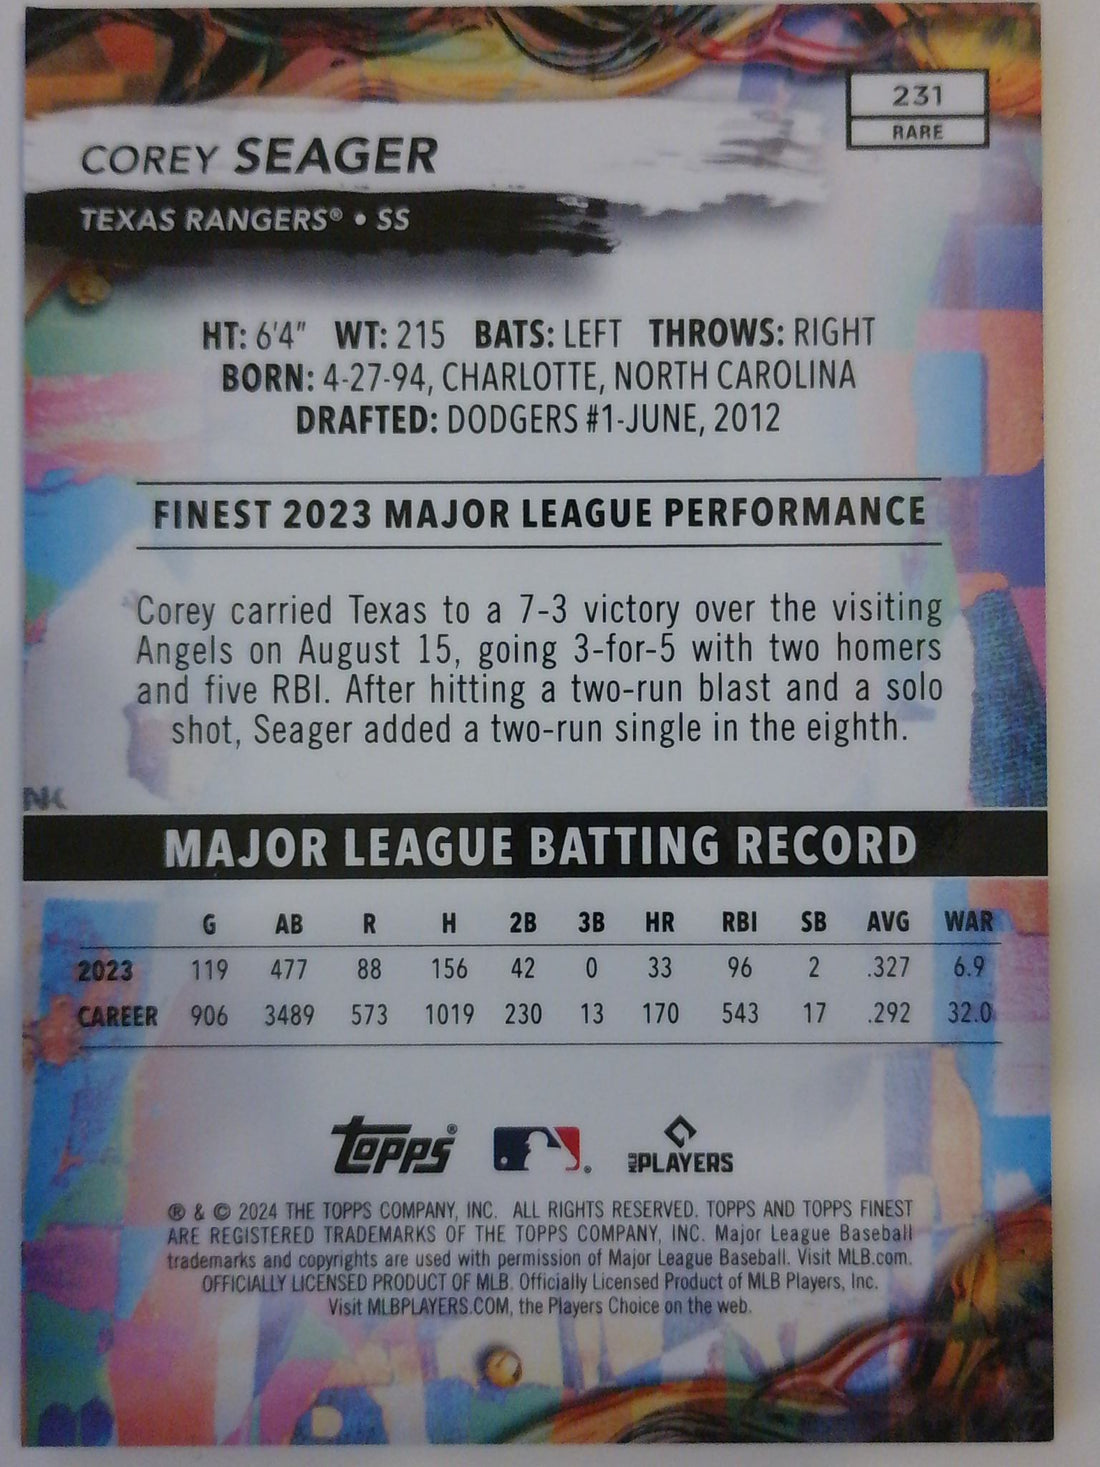 231
RARE
COREY SEAGER
TEXAS RANGERS® • SS
HT: 6'4" WT: 215 BATS: LEFT THROWS: RIGHT
BORN: 4-27-94, CHARLOTTE, NORTH CAROLINA
DRAFTED: DODGERS #1-JUNE, 2012
FINEST 2023 MAJOR LEAGUE PERFORMANCE
Corey carried Texas to a 7-3 victory over the visiting
Angels on August 15, going 3-for-5 with two homers
and five RBI. After hitting a two-run blast and a solo
shot, Seager added a two-run single in the eighth.
NK
MAJOR LEAGUE BATTING RECORD
G AB R H 2B 3B HR RBI SB AVG WAR
2023 119 477 88 156 42 0 33 96 2 .327 6.9
CAREER 906 3489 573 1019 230 13 170 543 17 .292 32.0
topps® ® MLB PLAYERS
® & © 2024 THE TOPPS COMPANY, INC. ALL RIGHTS RESERVED. TOPPS AND TOPPS FINEST
ARE REGISTERED TRADEMARKS OF THE TOPPS COMPANY, INC. Major League Baseball
trademarks and copyrights are used with permission of Major League Baseball. Visit MLB.com.
OFFICIALLY LICENSED PRODUCT OF MLB. Officially Licensed Product of MLB Players, Inc.
Visit MLBPLAYERS.COM, the Players Choice on the web.